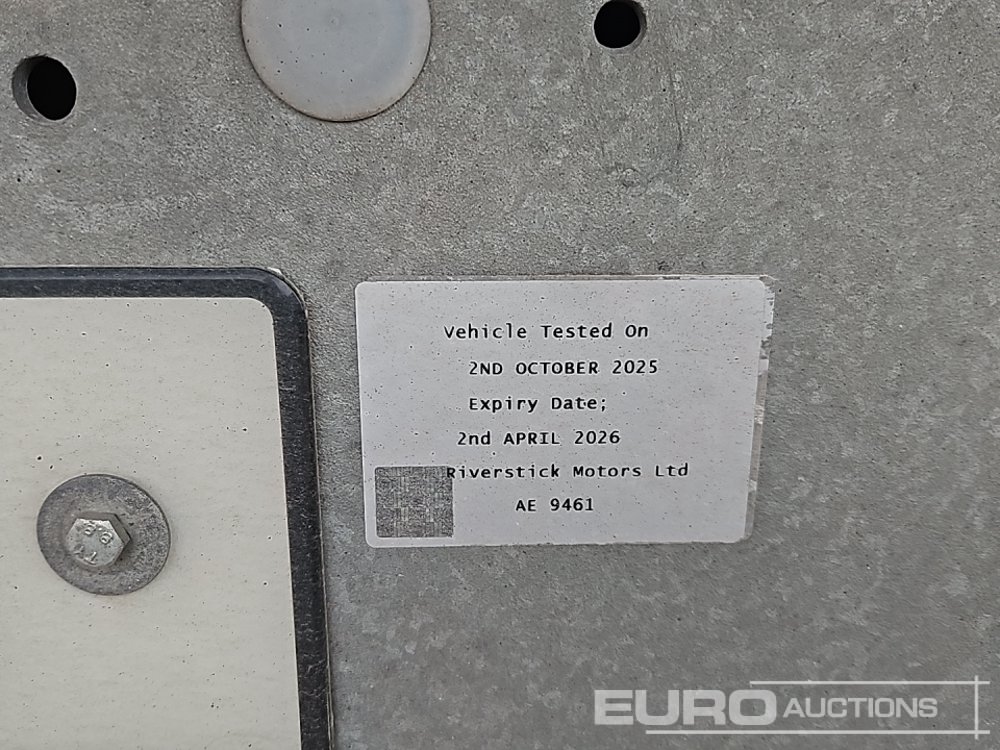 Vehicle Tested On
2ND OCTOBER 2025
Expiry Date;
2nd APRIL 2026
Riverstick Motors Ltd
AE 9461
EURO AUCTIONS